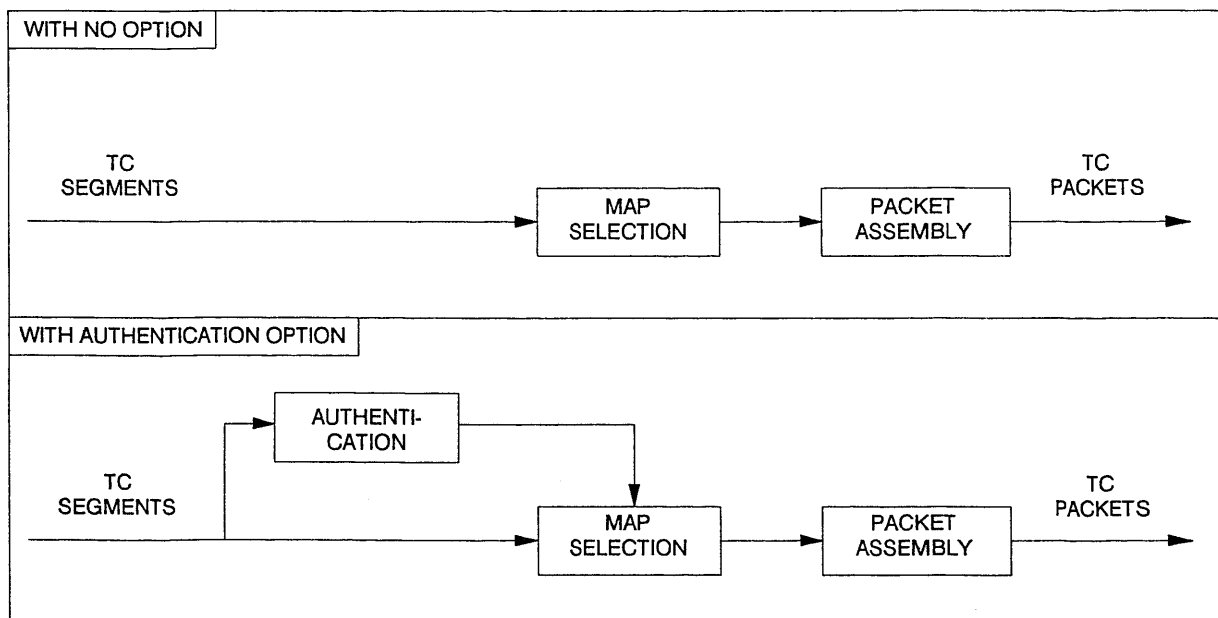 WITH NO OPTION
TC
SEGMENTS
MAP
SELECTION
PACKET
ASSEMBLY
TC
PACKETS
WITH AUTHENTICATION OPTION
AUTHENTI-
CATION
TC
SEGMENTS
MAP
SELECTION
PACKET
ASSEMBLY
TC
PACKETS